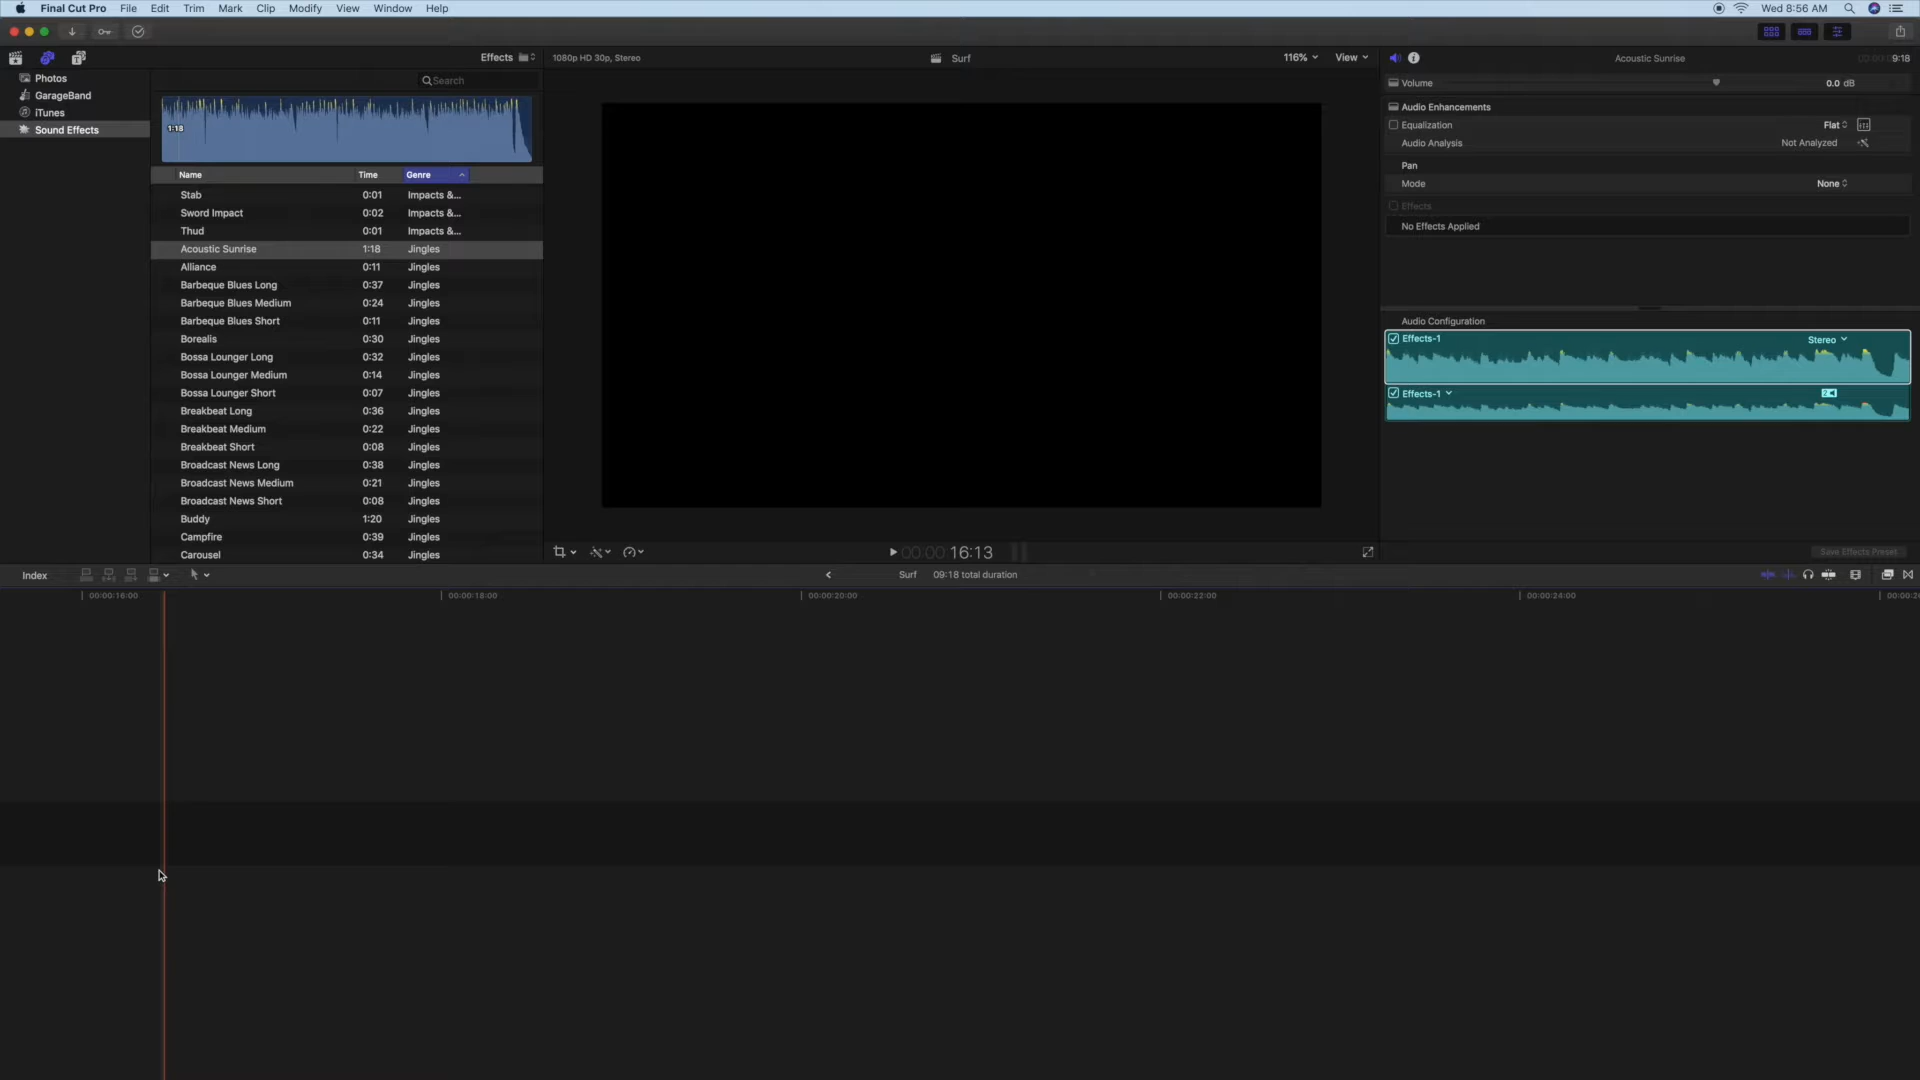 Final Cut Pro File Edit Trim Mark Clip Modify View Window Help Wed 8:56 AM
Effects 1080p HD 30p, Stereo Surf 116% View Acoustic Sunrise 9:18
Photos
GarageBand
iTunes
Sound Effects
Search
1:18
Name Time Genre
Stab 0:01 Impacts &...
Sword Impact 0:02 Impacts &...
Thud 0:01 Impacts &...
Acoustic Sunrise 1:18 Jingles
Alliance 0:11 Jingles
Barbeque Blues Long 0:37 Jingles
Barbeque Blues Medium 0:24 Jingles
Barbeque Blues Short 0:11 Jingles
Borealis 0:30 Jingles
Bossa Lounger Long 0:32 Jingles
Bossa Lounger Medium 0:14 Jingles
Bossa Lounger Short 0:07 Jingles
Breakbeat Long 0:36 Jingles
Breakbeat Medium 0:22 Jingles
Breakbeat Short 0:08 Jingles
Broadcast News Long 0:38 Jingles
Broadcast News Medium 0:21 Jingles
Broadcast News Short 0:08 Jingles
Buddy 1:20 Jingles
Campfire 0:39 Jingles
Carousel 0:34 Jingles
00:00 16:13
Volume 0.0 dB
Audio Enhancements
Equalization Flat
Audio Analysis Not Analyzed
Pan
Mode None
Effects
No Effects Applied
Audio Configuration
Effects-1 Stereo
Effects-1
Save Effects Preset
Index Surf 09:18 total duration
00:00:16:00 00:00:18:00 00:00:20:00 00:00:22:00 00:00:24:00